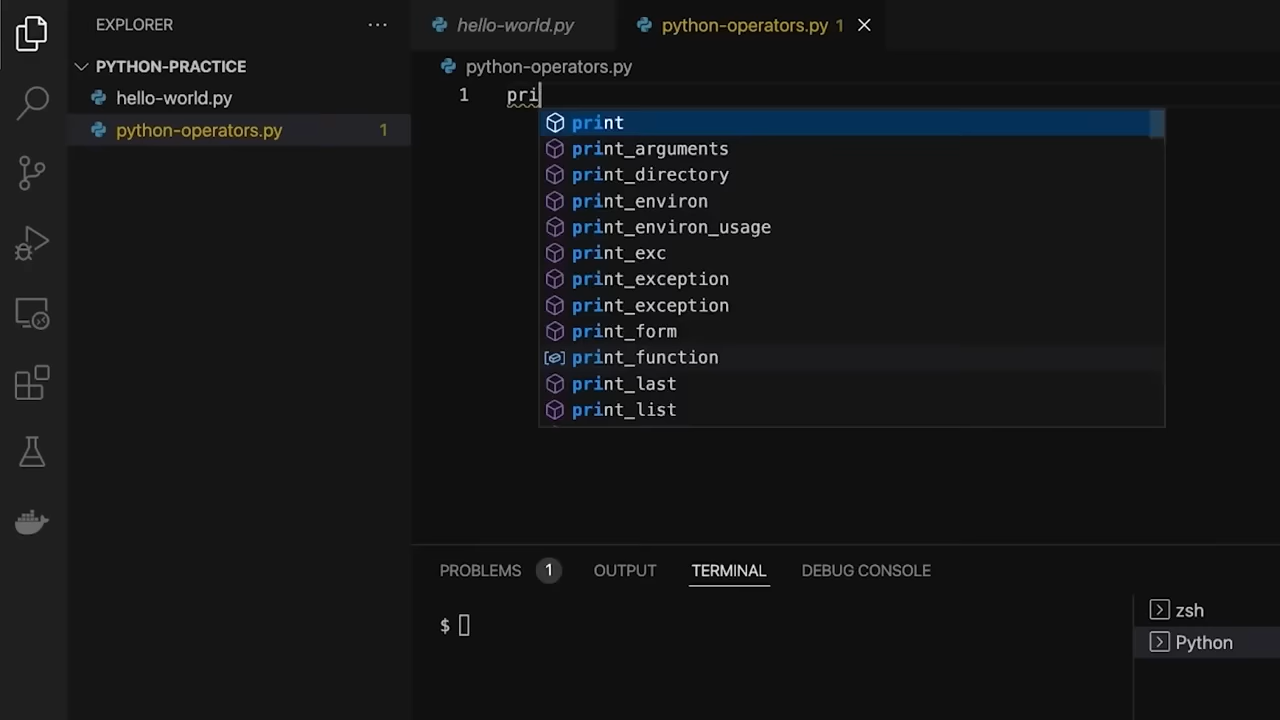 EXPLORER ...
PYTHON-PRACTICE
hello-world.py
python-operators.py 1
hello-world.py python-operators.py 1
python-operators.py
1 pri
print
print_arguments
print_directory
print_environ
print_environ_usage
print_exc
print_exception
print_exception
print_form
print_function
print_last
print_list
PROBLEMS 1 OUTPUT TERMINAL DEBUG CONSOLE
$
zsh
Python